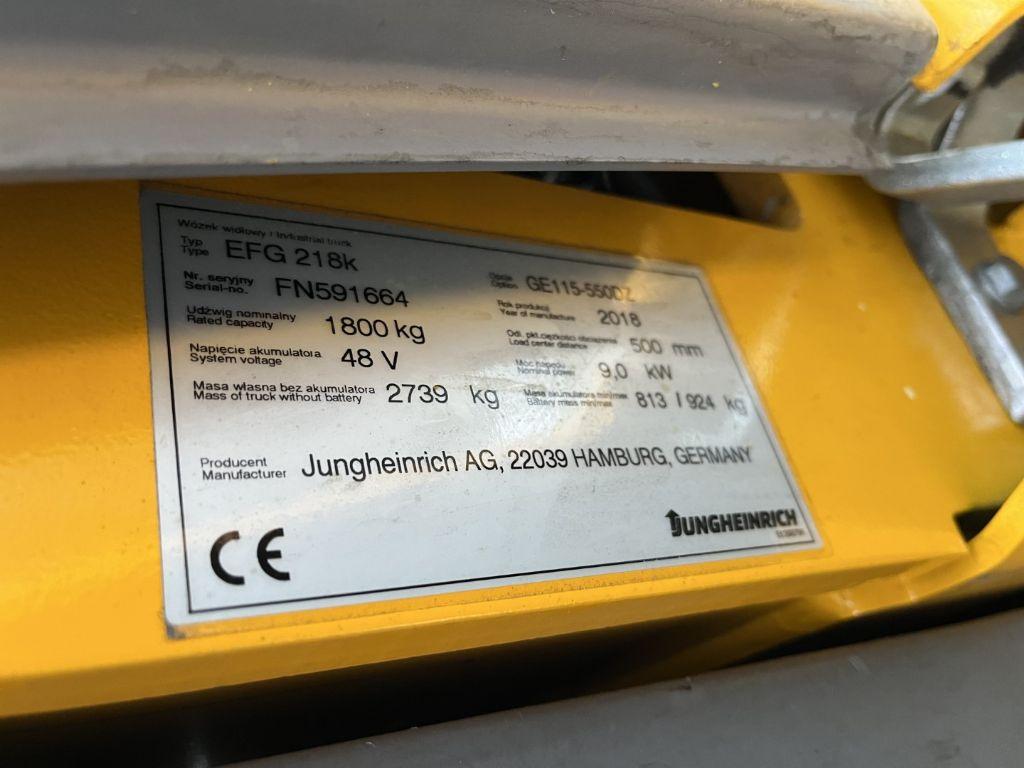 Wózek widłowy / Industrial truck
Typ
Type EFG 218k
Opcja
Option GE115-550DZ
Nr. seryjny
Serial-no. FN591664
Rok produkcji
Year of manufacture 2018
Udźwig nominalny
Rated capacity 1800 kg
Odl. pkt.ciężkości obciążenia
Load center distance 500 mm
Napięcie akumulatora
System voltage 48 V
Moc napędu
Nominal power 9,0 kW
Masa własna bez akumulatora
Mass of truck without battery 2739 kg
Masa akumulatora min/max
Battery mass min/max 813 / 924 kg
Producent
Manufacturer Jungheinrich AG, 22039 HAMBURG, GERMANY
CE
JUNGHEINRICH